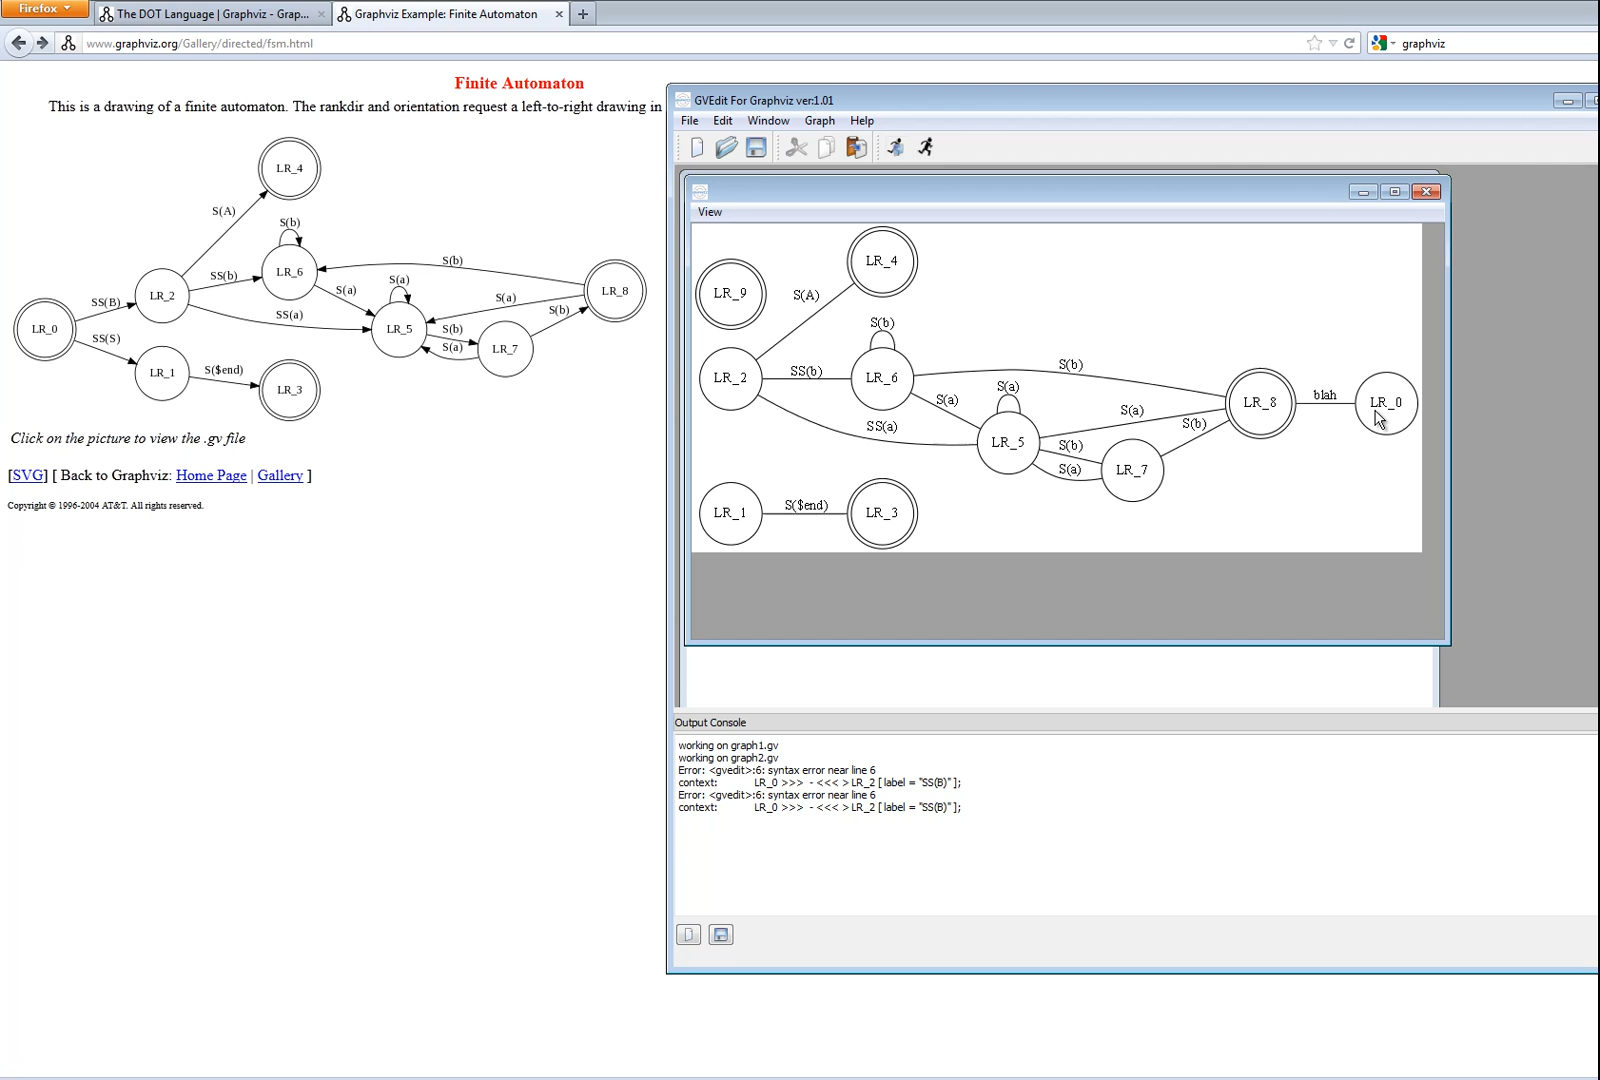 Firefox
The DOT Language | Graphviz - Grap...
Graphviz Example: Finite Automaton
www.graphviz.org/Gallery/directed/fsm.html
graphviz
Finite Automaton
This is a drawing of a finite automaton. The rankdir and orientation request a left-to-right drawing in
LR_4
S(A)
S(b)
LR_6
SS(b)
S(b)
S(a)
S(a)
LR_8
LR_2
SS(B)
S(a)
S(b)
SS(a)
LR_0
LR_5
S(b)
SS(S)
S(a)
LR_7
LR_1
S($end)
LR_3
Click on the picture to view the .gv file
[SVG] [ Back to Graphviz: Home Page | Gallery ]
Copyright © 1996-2004 AT&T. All rights reserved.
GVEdit For Graphviz ver:1.01
File Edit Window Graph Help
View
LR_4
LR_9
S(A)
S(b)
LR_2
SS(b)
LR_6
S(b)
S(a)
S(a)
blah
LR_8
LR_0
S(a)
SS(a)
S(b)
LR_5
S(b)
S(a)
LR_7
LR_1
S($end)
LR_3
Output Console
working on graph1.gv
working on graph2.gv
Error: <gvedit>:6: syntax error near line 6
context: LR_0 >>> - <<< > LR_2 [ label = "SS(B)" ];
Error: <gvedit>:6: syntax error near line 6
context: LR_0 >>> - <<< > LR_2 [ label = "SS(B)" ];